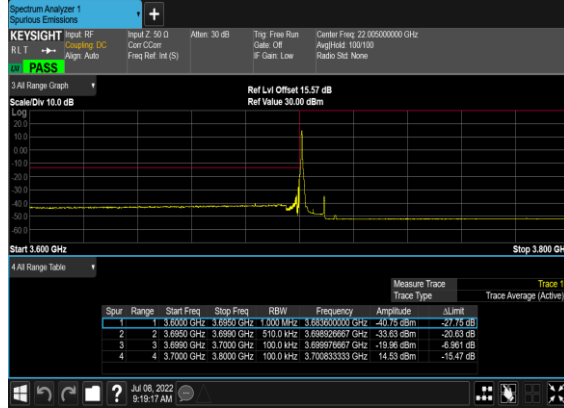 Spectrum Analyzer 1
Spurious Emissions
+
KEYSIGHT Input: RF Input Z: 50 Ω Atten: 30 dB Trig: Free Run Center Freq: 22.005000000 GHz
RLT Coupling: DC Corr CCorr Gate: Off Avg|Hold: 100/100
Align: Auto Freq Ref: Int (S) IF Gain: Low Radio Std: None
PASS
3 All Range Graph
Ref Lvl Offset 15.57 dB
Scale/Div 10.0 dB Ref Value 30.00 dBm
Log
20.0
10.0
0.00
-10.0
-20.0
-30.0
-40.0
-50.0
-60.0
Start 3.600 GHz Stop 3.800 GH
4 All Range Table
Measure Trace Trace 1
Trace Type Trace Average (Active)
Spur Range Start Freq Stop Freq RBW Frequency Amplitude ΔLimit
1 1 3.6000 GHz 3.6950 GHz 1.000 MHz 3.683600000 GHz -40.75 dBm -27.75 dB
2 2 3.6950 GHz 3.6990 GHz 510.0 kHz 3.698926667 GHz -33.63 dBm -20.63 dB
3 3 3.6990 GHz 3.7000 GHz 100.0 kHz 3.699976667 GHz -19.96 dBm -6.961 dB
4 4 3.7000 GHz 3.8000 GHz 100.0 kHz 3.700833333 GHz 14.53 dBm -15.47 dB
?
Jul 08, 2022
9:19:17 AM